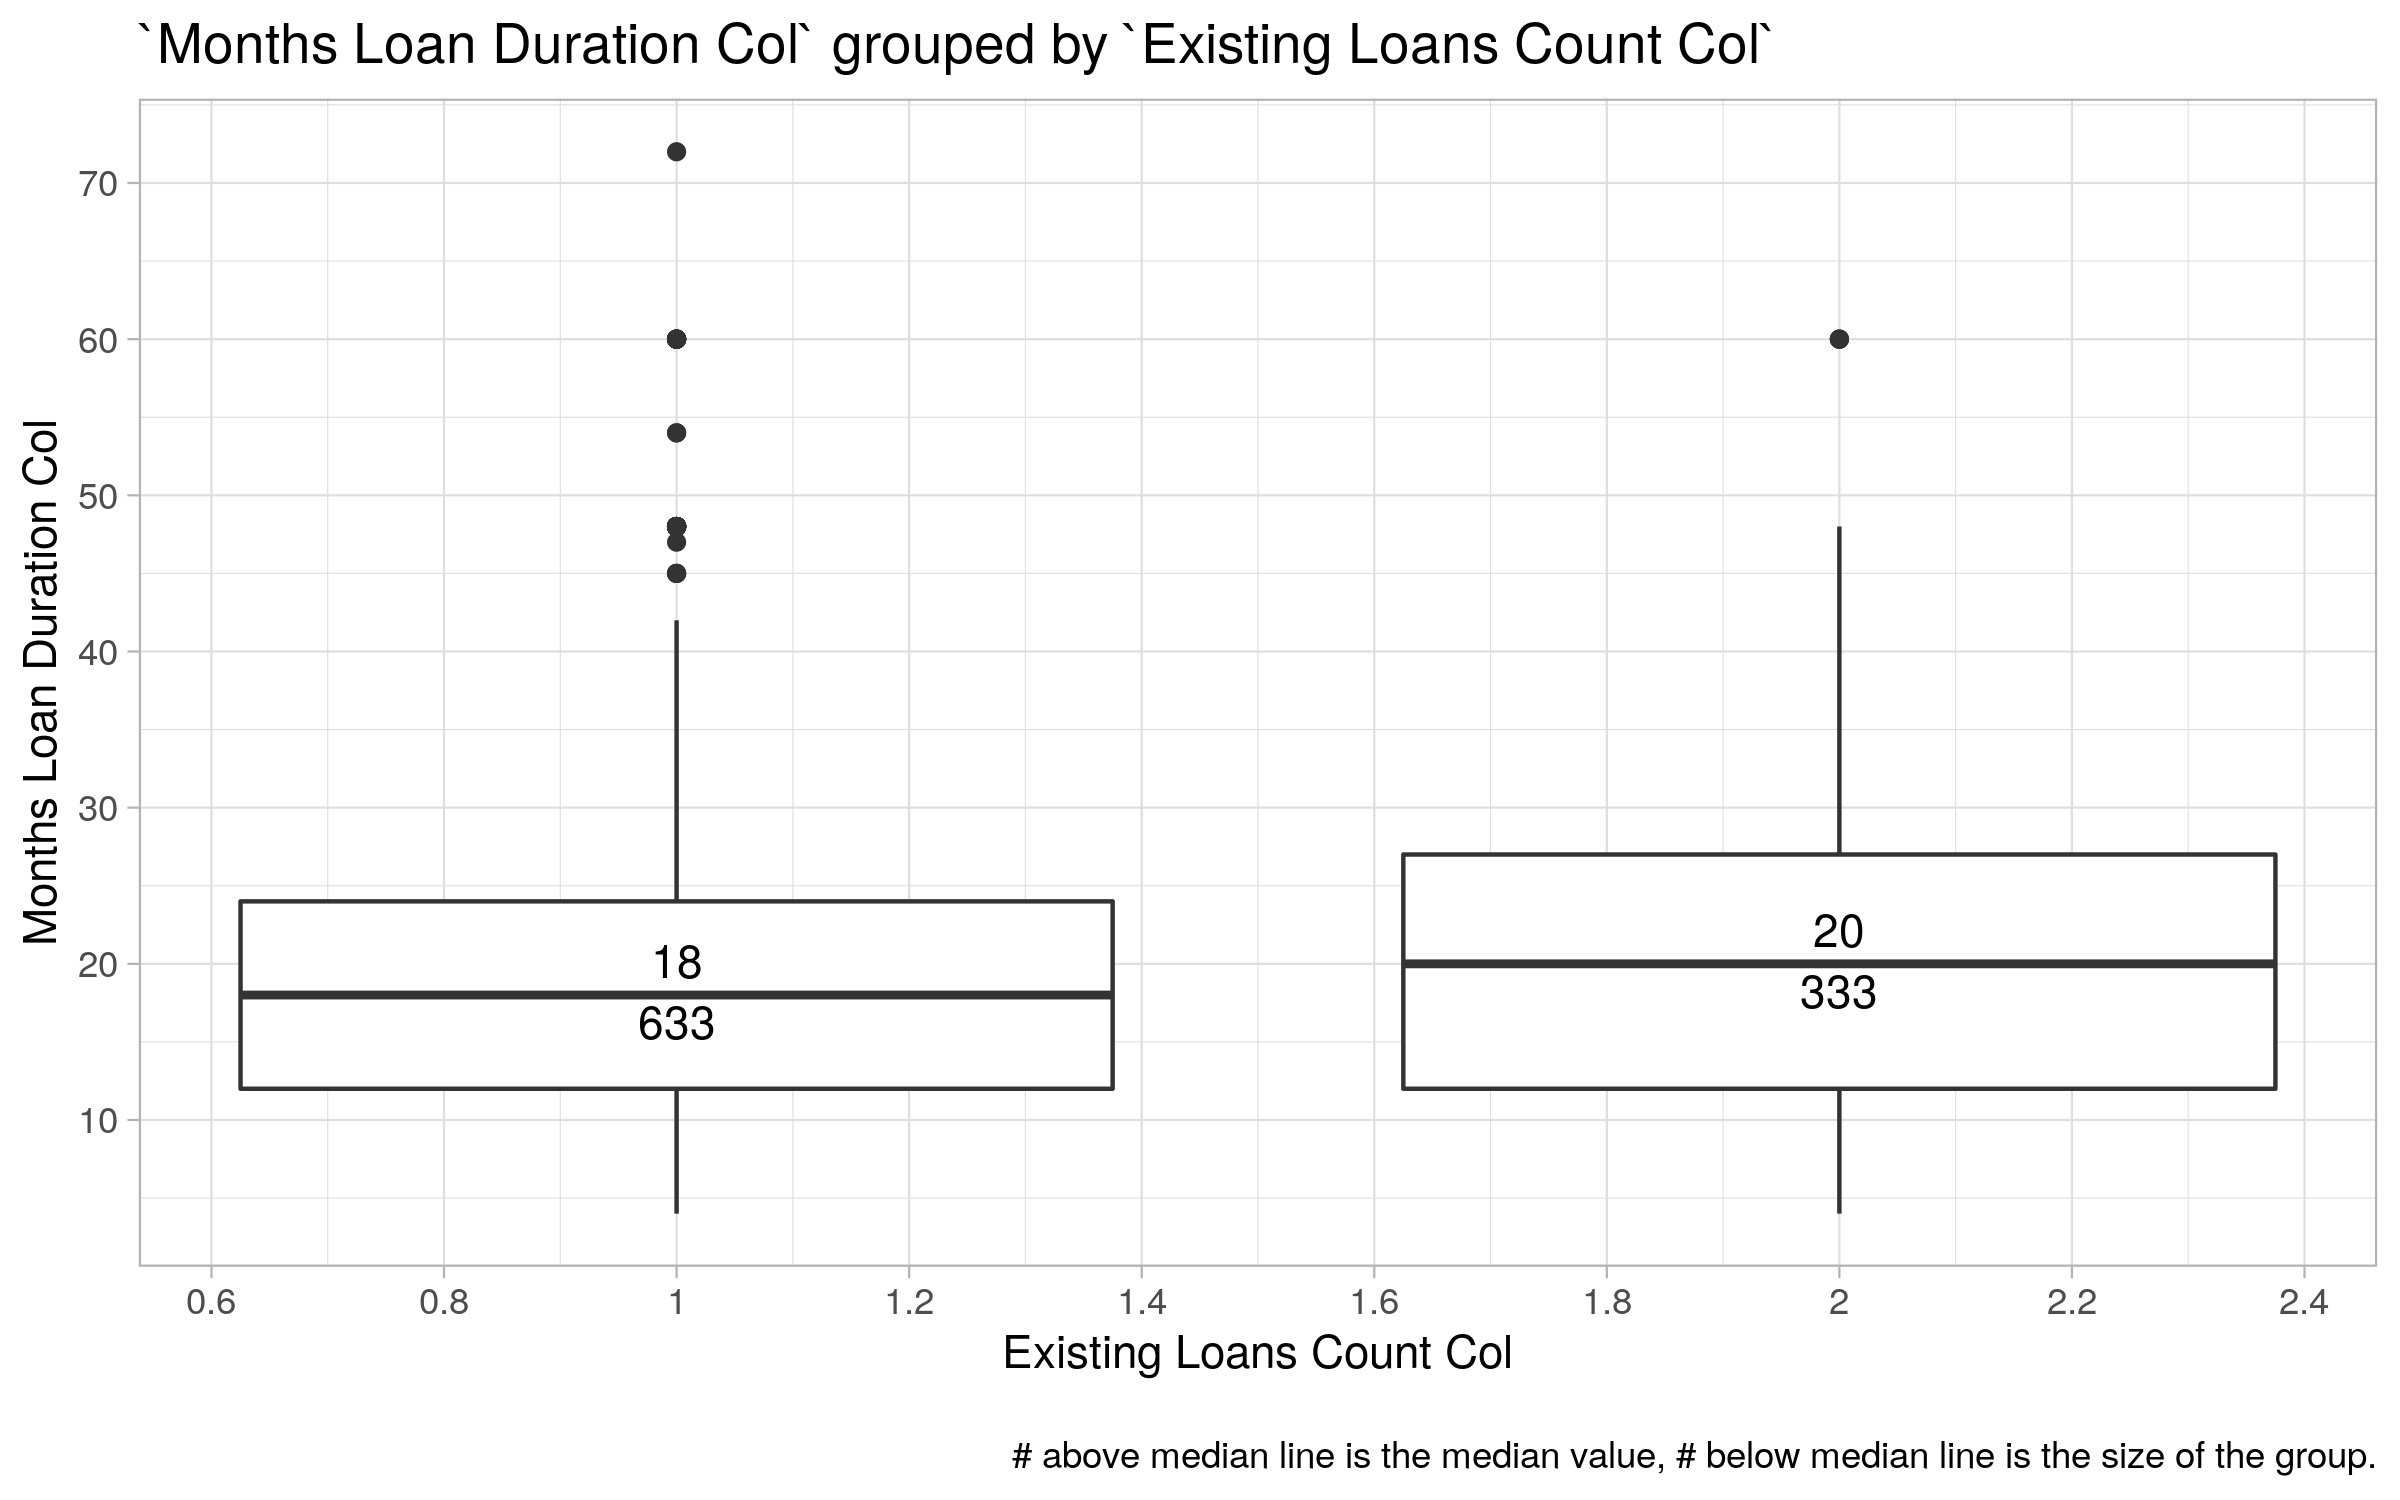 `Months Loan Duration Col` grouped by `Existing Loans Count Col`
Months Loan Duration Col
70
60
50
40
30
20
10
18
633
20
333
0.6 0.8 1 1.2 1.4 1.6 1.8 2 2.2 2.4
Existing Loans Count Col
# above median line is the median value, # below median line is the size of the group.